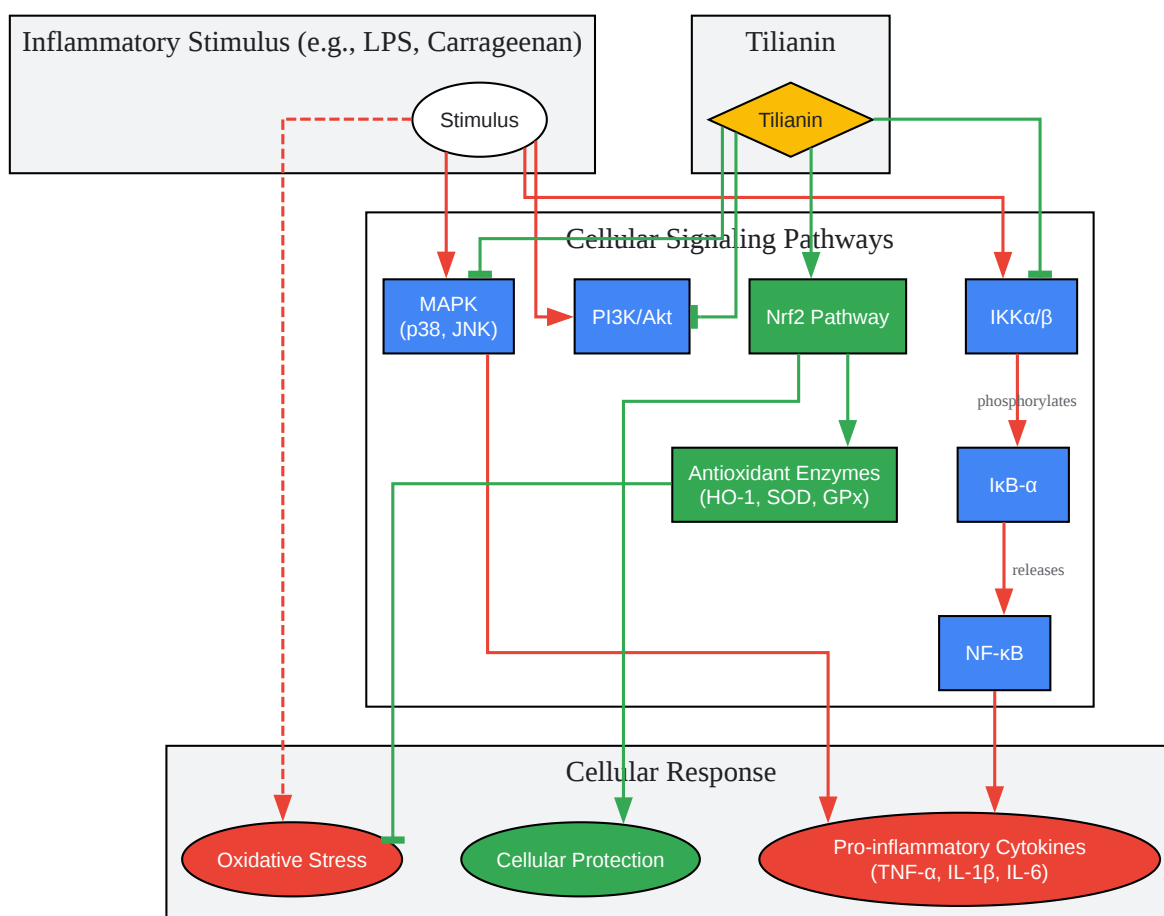 Inflammatory Stimulus (e.g., LPS, Carrageenan)
Tilianin
Stimulus
Tilianin
Cellular Signaling Pathways
MAPK
(p38, JNK)
PI3K/Akt
Nrf2 Pathway
IKKα/β
phosphorylates
Antioxidant Enzymes
(HO-1, SOD, GPx)
IκB-α
releases
NF-κB
Cellular Response
Oxidative Stress
Cellular Protection
Pro-inflammatory Cytokines
(TNF-α, IL-1β, IL-6)